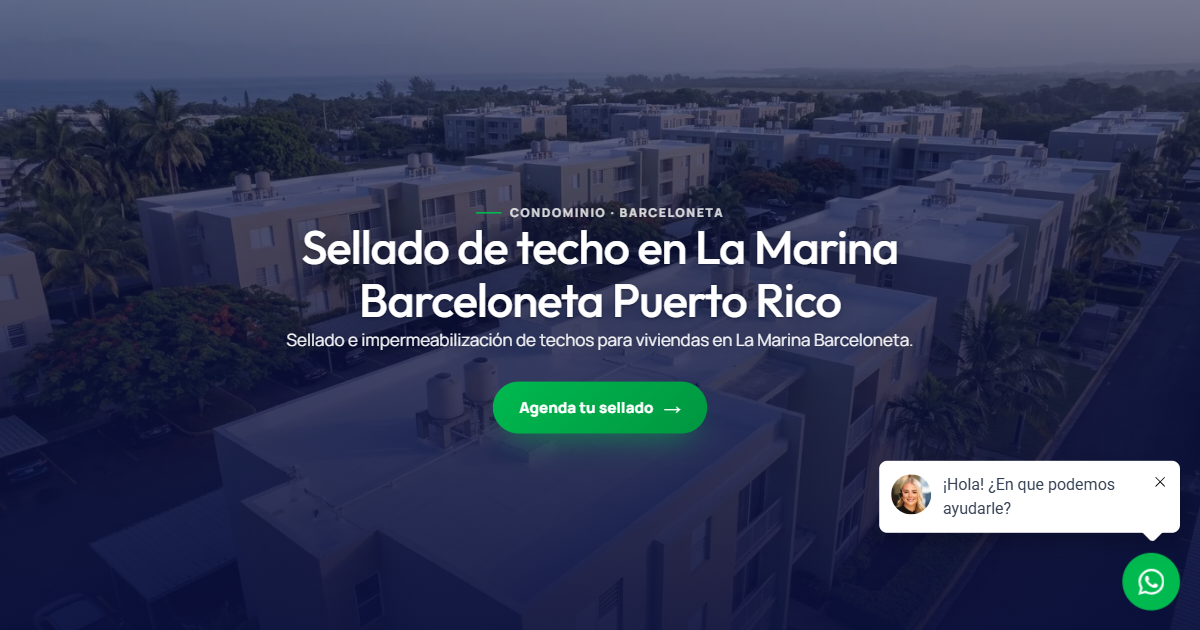 CONDOMINIO · BARCELONETA
Sellado de techo en La Marina
Barceloneta Puerto Rico
Sellado e impermeabilización de techos para viviendas en La Marina Barceloneta.
Agenda tu sellado →
¡Hola! ¿En que podemos
ayudarle?